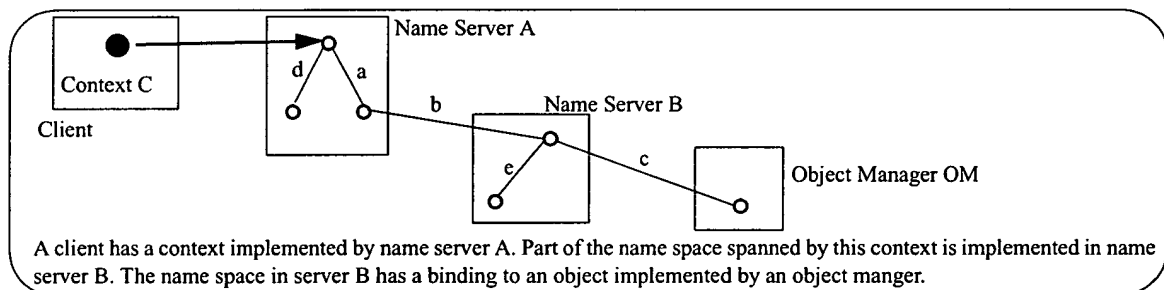 Name Server A
d
a
Context C
Client
b
Name Server B
e
c
Object Manager OM
A client has a context implemented by name server A. Part of the name space spanned by this context is implemented in name
server B. The name space in server B has a binding to an object implemented by an object manger.